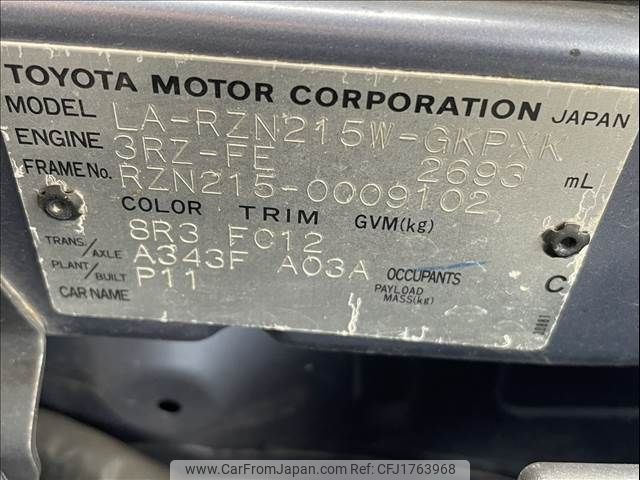 TOYOTA MOTOR CORPORATION JAPAN
MODEL LA-RZN215W-GKPXK
ENGINE 3RZ-FE 2693 mL
FRAME No. RZN215-0009102
COLOR TRIM GVM(kg)
8R3 FC12
TRANS/AXLE A343F A03A OCCUPANTS C
PLANT/BUILT P11 PAYLOAD MASS(kg)
CAR NAME
www.CarFromJapan.com Ref: CFJ1763968